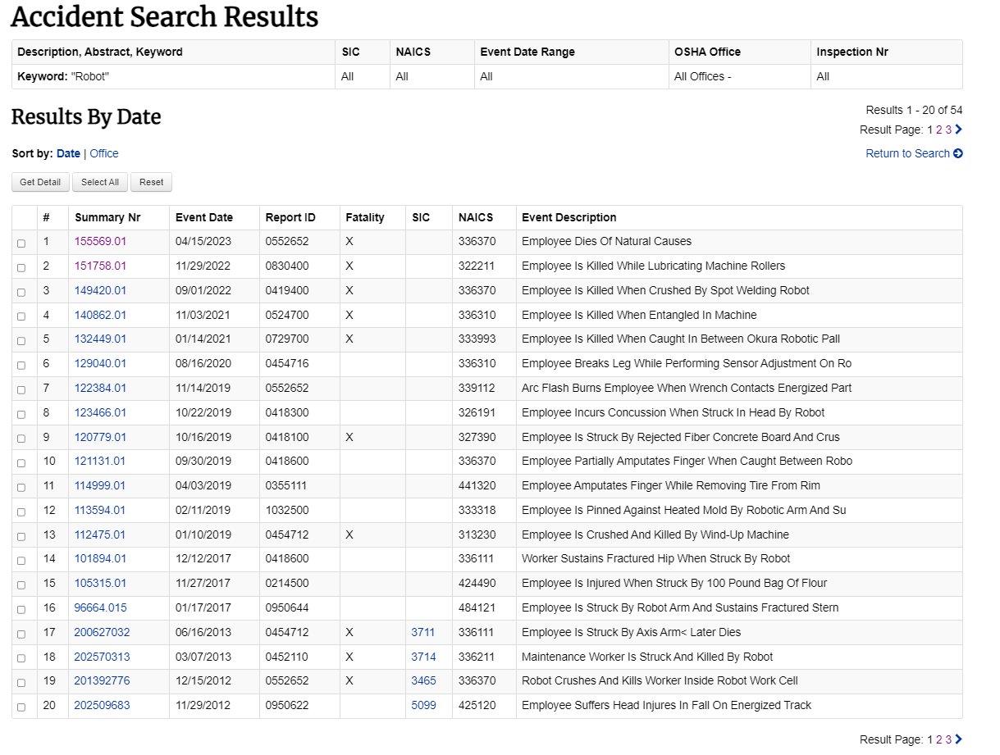 Accident Search Results
Description, Abstract, Keyword SIC NAICS Event Date Range OSHA Office Inspection Nr
Keyword: "Robot" All All All All Offices - All
Results By Date
Results 1 - 20 of 54
Result Page: 1 2 3
Sort by: Date | Office
Return to Search
Get Detail Select All Reset
# Summary Nr Event Date Report ID Fatality SIC NAICS Event Description
1 155569.01 04/15/2023 0552652 X 336370 Employee Dies Of Natural Causes
2 151758.01 11/29/2022 0830400 X 322211 Employee Is Killed While Lubricating Machine Rollers
3 149420.01 09/01/2022 0419400 X 336370 Employee Is Killed When Crushed By Spot Welding Robot
4 140862.01 11/03/2021 0524700 X 336310 Employee Is Killed When Entangled In Machine
5 132449.01 01/14/2021 0729700 X 333993 Employee Is Killed When Caught In Between Okura Robotic Pall
6 129040.01 08/16/2020 0454716 336310 Employee Breaks Leg While Performing Sensor Adjustment On Ro
7 122384.01 11/14/2019 0552652 339112 Arc Flash Burns Employee When Wrench Contacts Energized Part
8 123466.01 10/22/2019 0418300 326191 Employee Incurs Concussion When Struck In Head By Robot
9 120779.01 10/16/2019 0418100 X 327390 Employee Is Struck By Rejected Fiber Concrete Board And Crus
10 121131.01 09/30/2019 0418600 336370 Employee Partially Amputates Finger When Caught Between Robo
11 114999.01 04/03/2019 0355111 441320 Employee Amputates Finger While Removing Tire From Rim
12 113594.01 02/11/2019 1032500 333318 Employee Is Pinned Against Heated Mold By Robotic Arm And Su
13 112475.01 01/10/2019 0454712 X 313230 Employee Is Crushed And Killed By Wind-Up Machine
14 101894.01 12/12/2017 0418600 336111 Worker Sustains Fractured Hip When Struck By Robot
15 105315.01 11/27/2017 0214500 424490 Employee Is Injured When Struck By 100 Pound Bag Of Flour
16 96664.015 01/17/2017 0950644 484121 Employee Is Struck By Robot Arm And Sustains Fractured Stern
17 200627032 06/16/2013 0454712 X 3711 336111 Employee Is Struck By Axis Arm< Later Dies
18 202570313 03/07/2013 0452110 X 3714 336211 Maintenance Worker Is Struck And Killed By Robot
19 201392776 12/15/2012 0552652 X 3465 336370 Robot Crushes And Kills Worker Inside Robot Work Cell
20 202509683 11/29/2012 0950622 5099 425120 Employee Suffers Head Injures In Fall On Energized Track
Result Page: 1 2 3